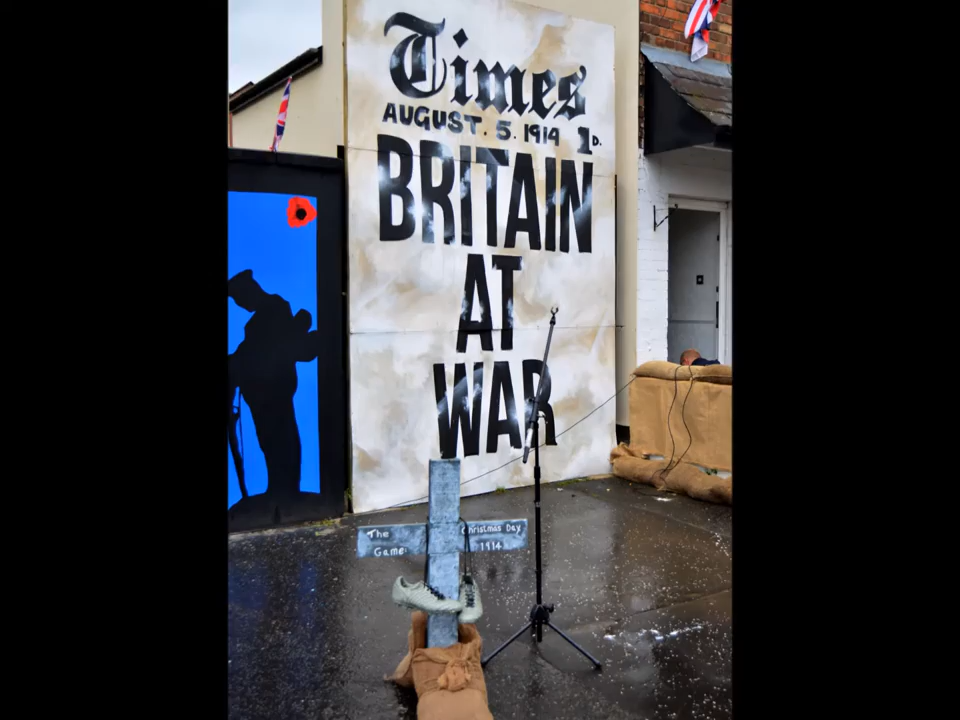 Times
AUGUST. 5. 1914 1D.
BRITAIN
AT
WAR
The Christmas Day
Game. 1914